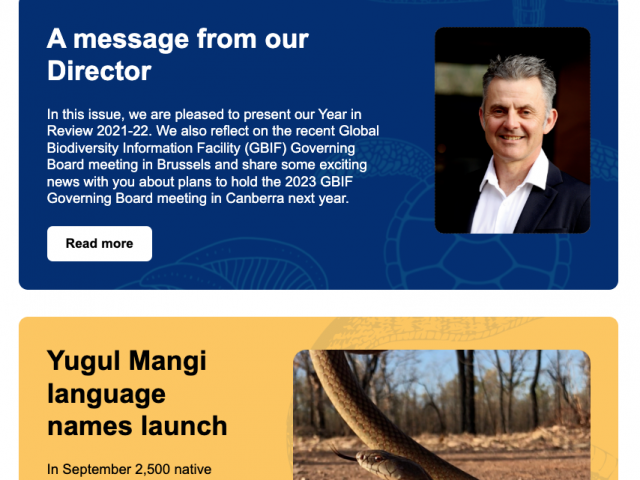 A message from our
Director
In this issue, we are pleased to present our Year in
Review 2021-22. We also reflect on the recent Global
Biodiversity Information Facility (GBIF) Governing
Board meeting in Brussels and share some exciting
news with you about plans to hold the 2023 GBIF
Governing Board meeting in Canberra next year.
Read more
Yugul Mangi
language
names launch
In September 2,500 native